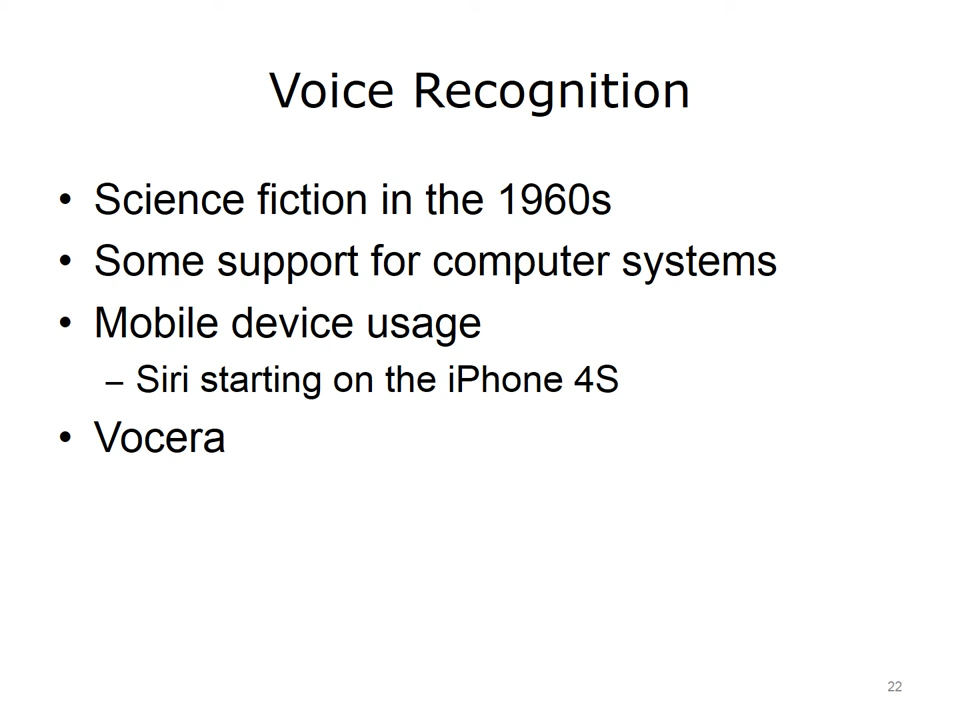 Voice Recognition
• Science fiction in the 1960s
• Some support for computer systems
• Mobile device usage
– Siri starting on the iPhone 4S
• Vocera
22